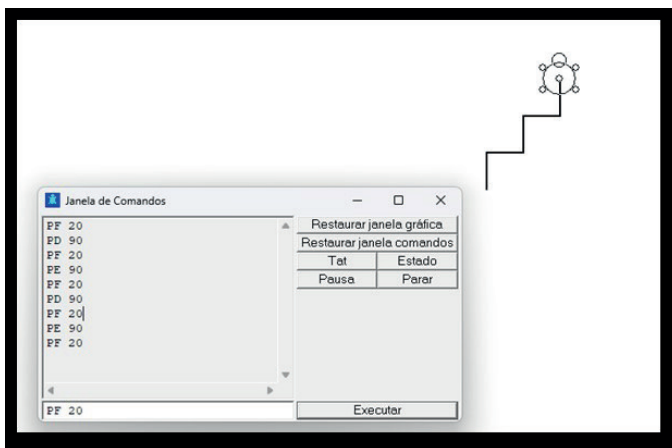 Janela de Comandos
PF 20
PD 90
PF 20
PE 90
PF 20
PD 90
PF 20
PE 90
PF 20
Restaurar janela gráfica
Restaurar janela comandos
Tat Estado
Pausa Parar
PF 20 Executar